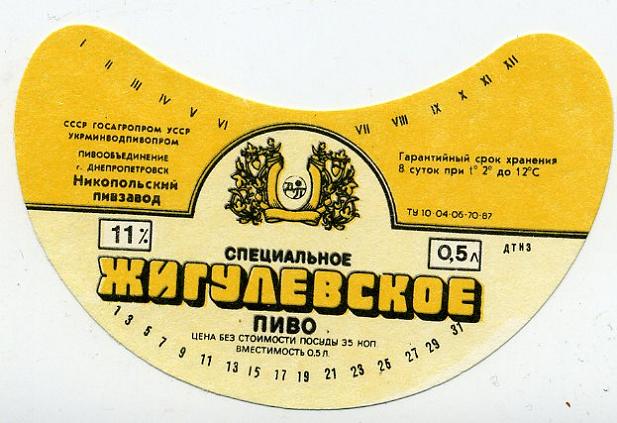 I II III IV V VI VII VIII IX X XI XII
СССР ГОСАГРОПРОМ УССР
УКРМИНВОДПИВОПРОМ
ПИВООБЪЕДИНЕНИЕ
г. ДНЕПРОПЕТРОВСК
Никопольский
пивзавод
Гарантийный срок хранения
8 суток при t° 2° до 12°С
ТУ 10-04-06-70-87
11%
0,5 л
ДТНЗ
СПЕЦИАЛЬНОЕ
ЖИГУЛЕВСКОЕ
ПИВО
ЦЕНА БЕЗ СТОИМОСТИ ПОСУДЫ 35 КОП
ВМЕСТИМОСТЬ 0,5 Л.
1 3 5 7 9 11 13 15 17 19 21 23 25 27 29 31